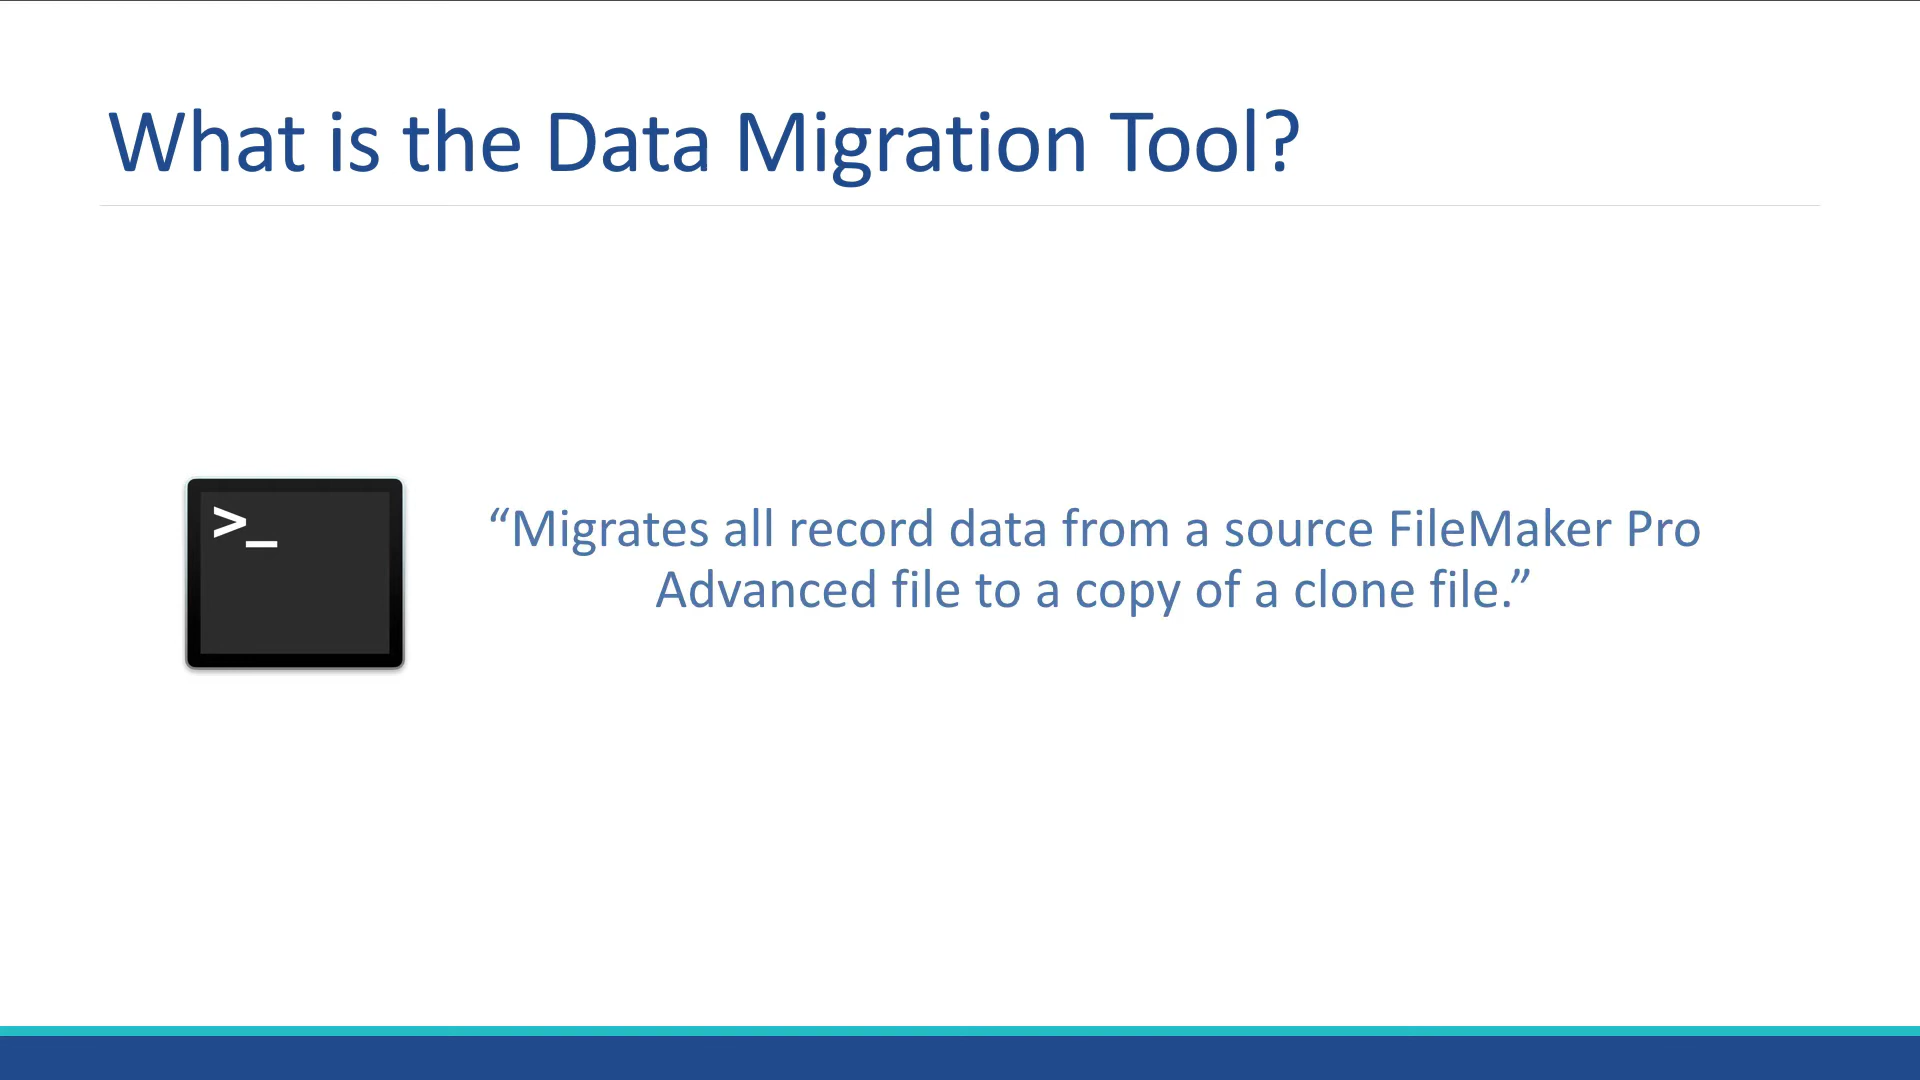 What is the Data Migration Tool?
>_
“Migrates all record data from a source FileMaker Pro
Advanced file to a copy of a clone file.”